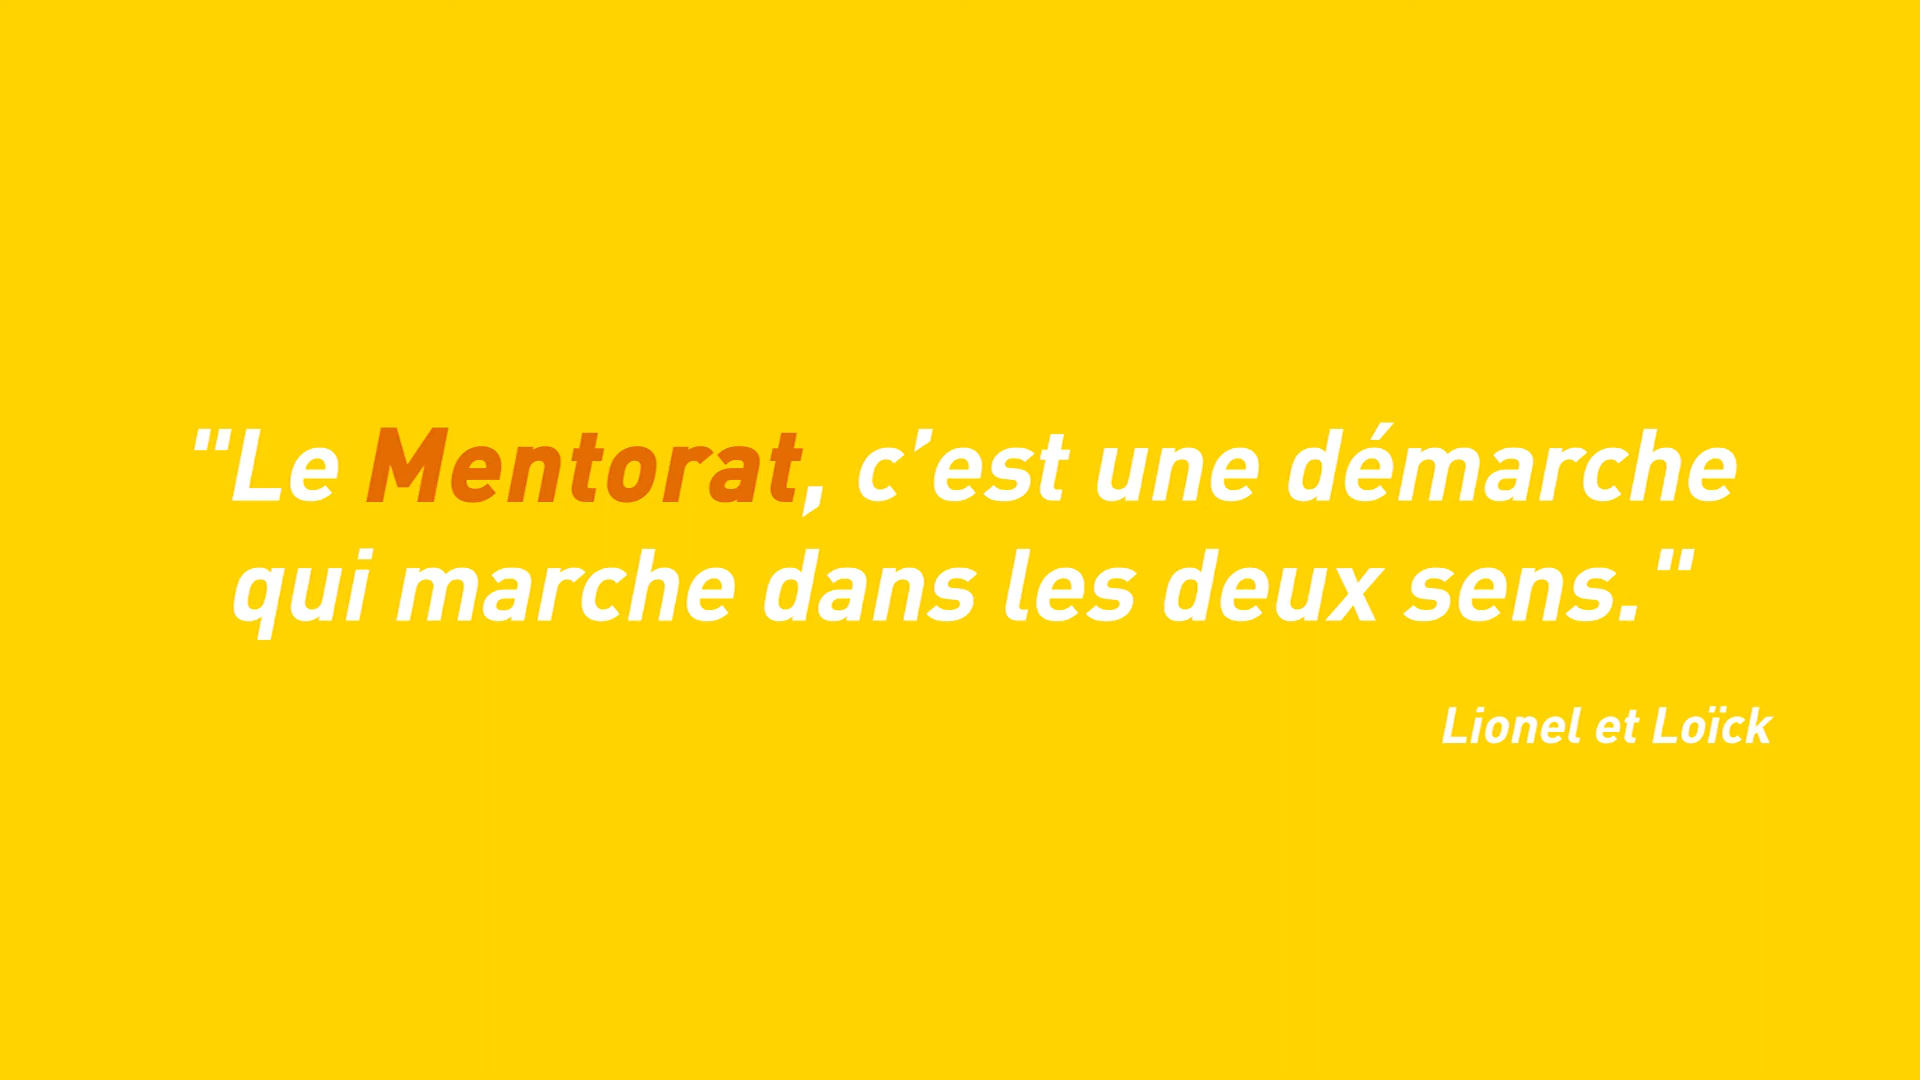 "Le Mentorat, c’est une démarche
qui marche dans les deux sens."
Lionel et Loïck